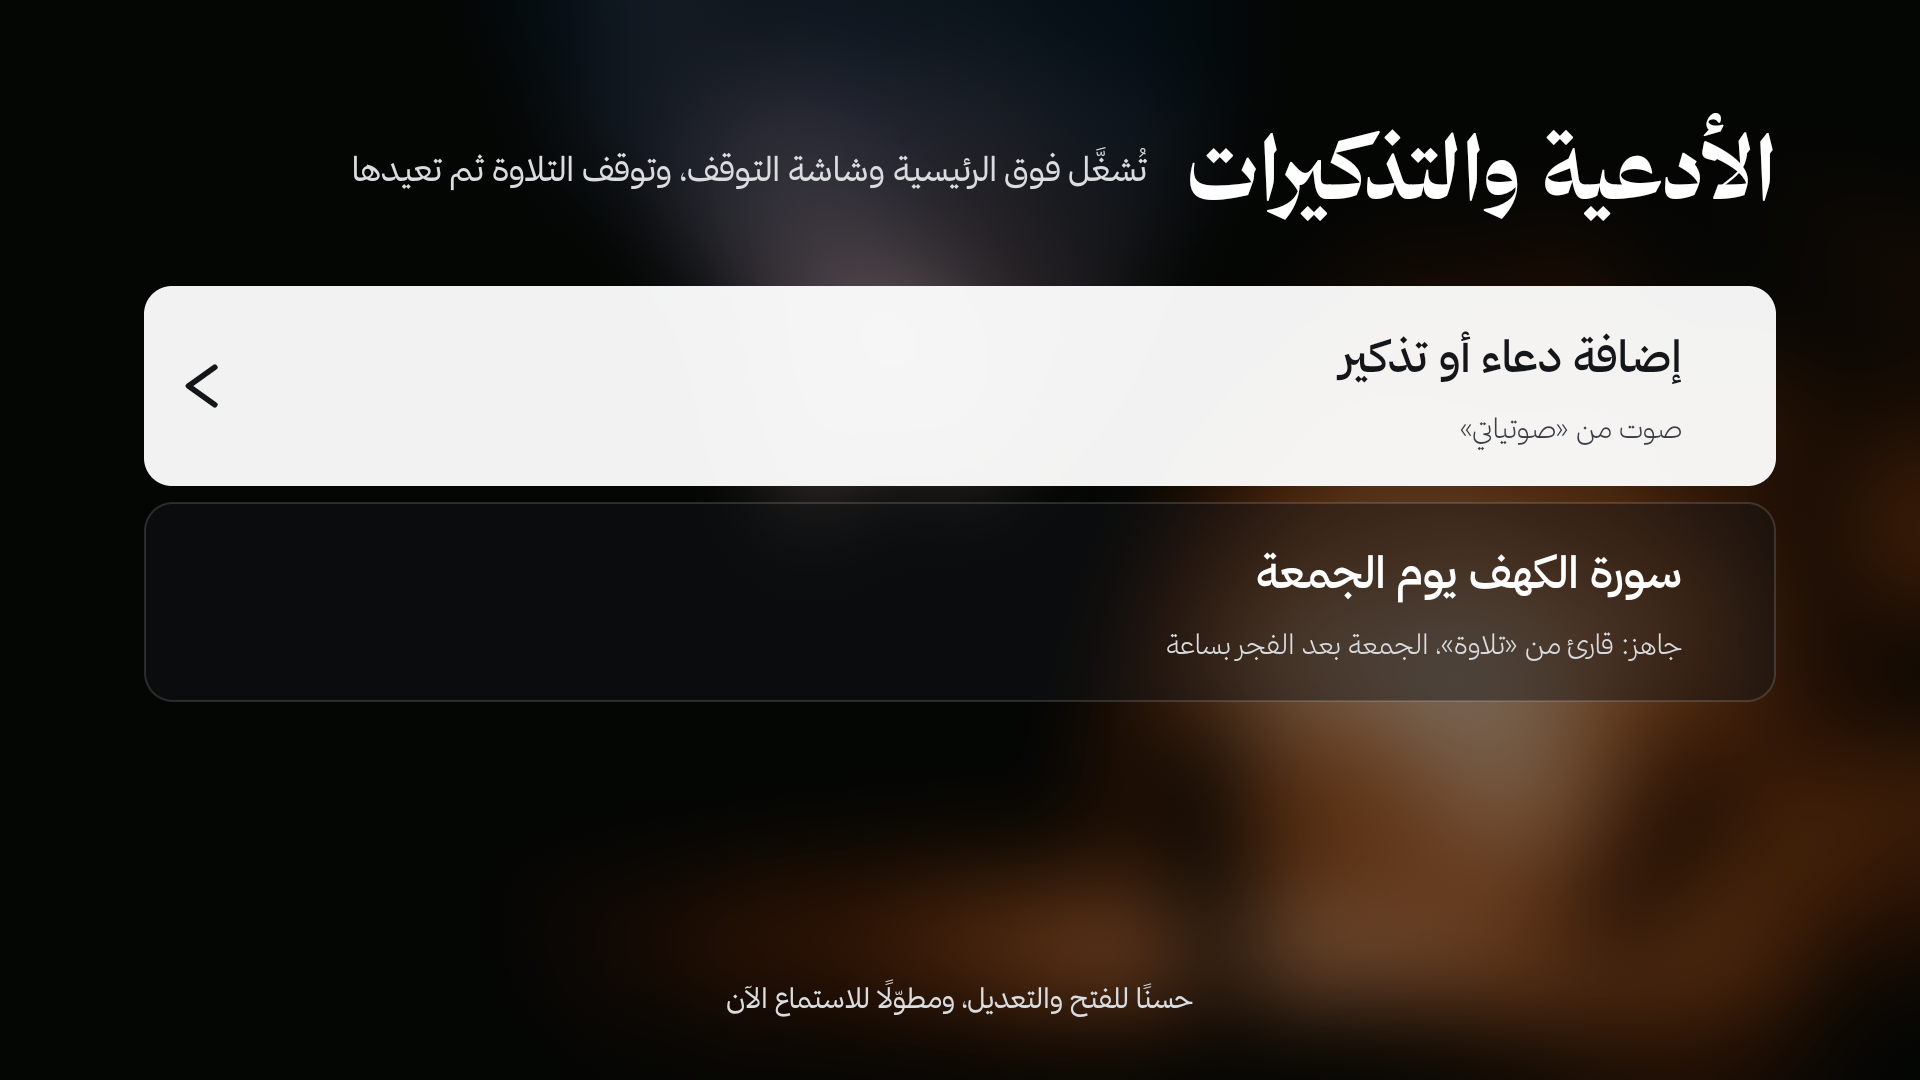 الأدعية والتذكيرات
تُشغَّل فوق الرئيسية وشاشة التوقف، وتوقف التلاوة ثم تعيدها
إضافة دعاء أو تذكير
صوت من «صوتياتي»
سورة الكهف يوم الجمعة
جاهز: قارئ من «تلاوة»، الجمعة بعد الفجر بساعة
حسنًا للفتح والتعديل، ومطوّلًا للاستماع الآن